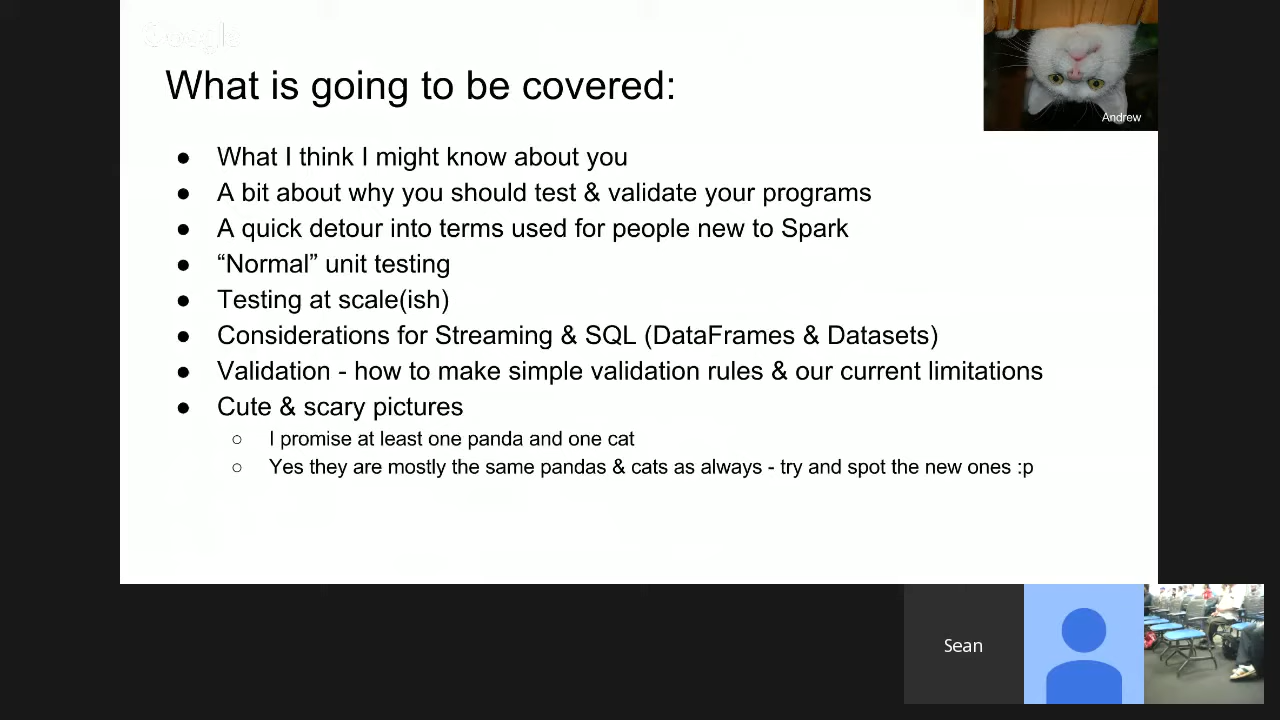 Google
What is going to be covered:
Andrew
● What I think I might know about you
● A bit about why you should test & validate your programs
● A quick detour into terms used for people new to Spark
● “Normal” unit testing
● Testing at scale(ish)
● Considerations for Streaming & SQL (DataFrames & Datasets)
● Validation - how to make simple validation rules & our current limitations
● Cute & scary pictures
○ I promise at least one panda and one cat
○ Yes they are mostly the same pandas & cats as always - try and spot the new ones :p
Sean